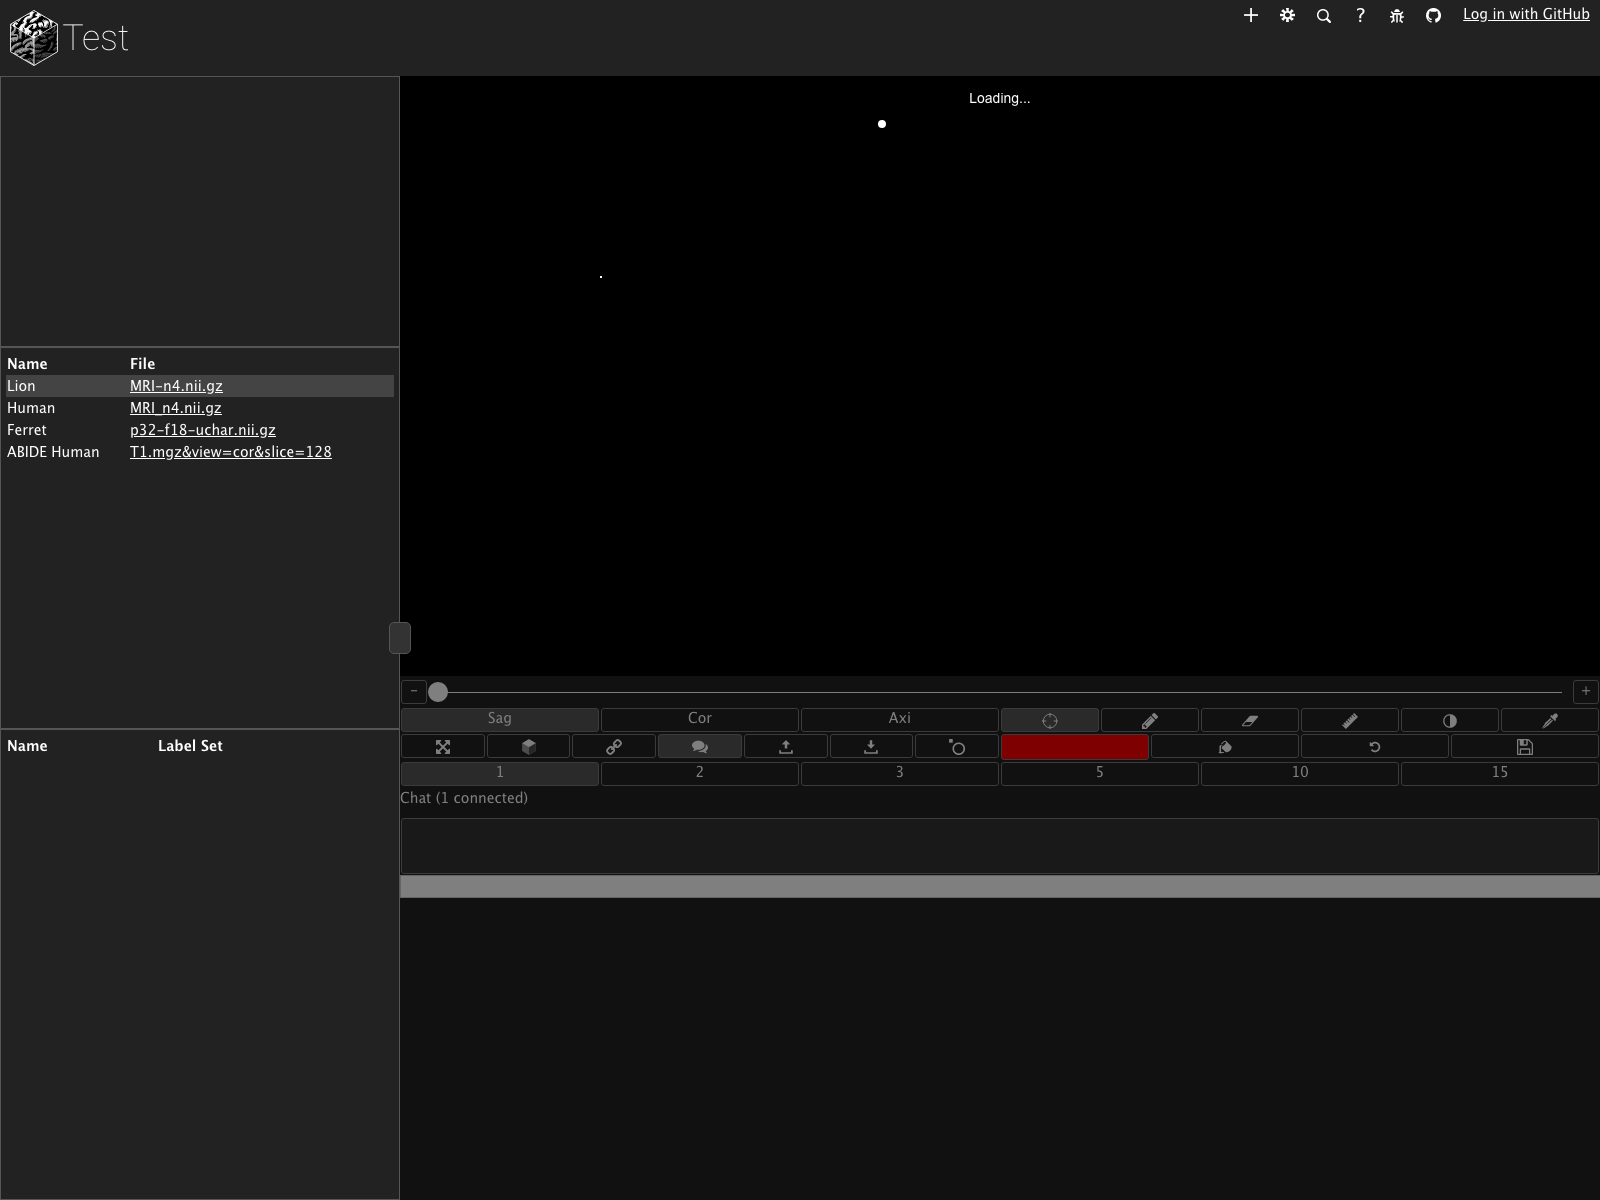 Test
Log in with GitHub
Loading...
Name File
Lion MRI-n4.nii.gz
Human MRI_n4.nii.gz
Ferret p32-f18-uchar.nii.gz
ABIDE Human T1.mgz&view=cor&slice=128
- +
Sag Cor Axi
Name Label Set
1 2 3 5 10 15
Chat (1 connected)